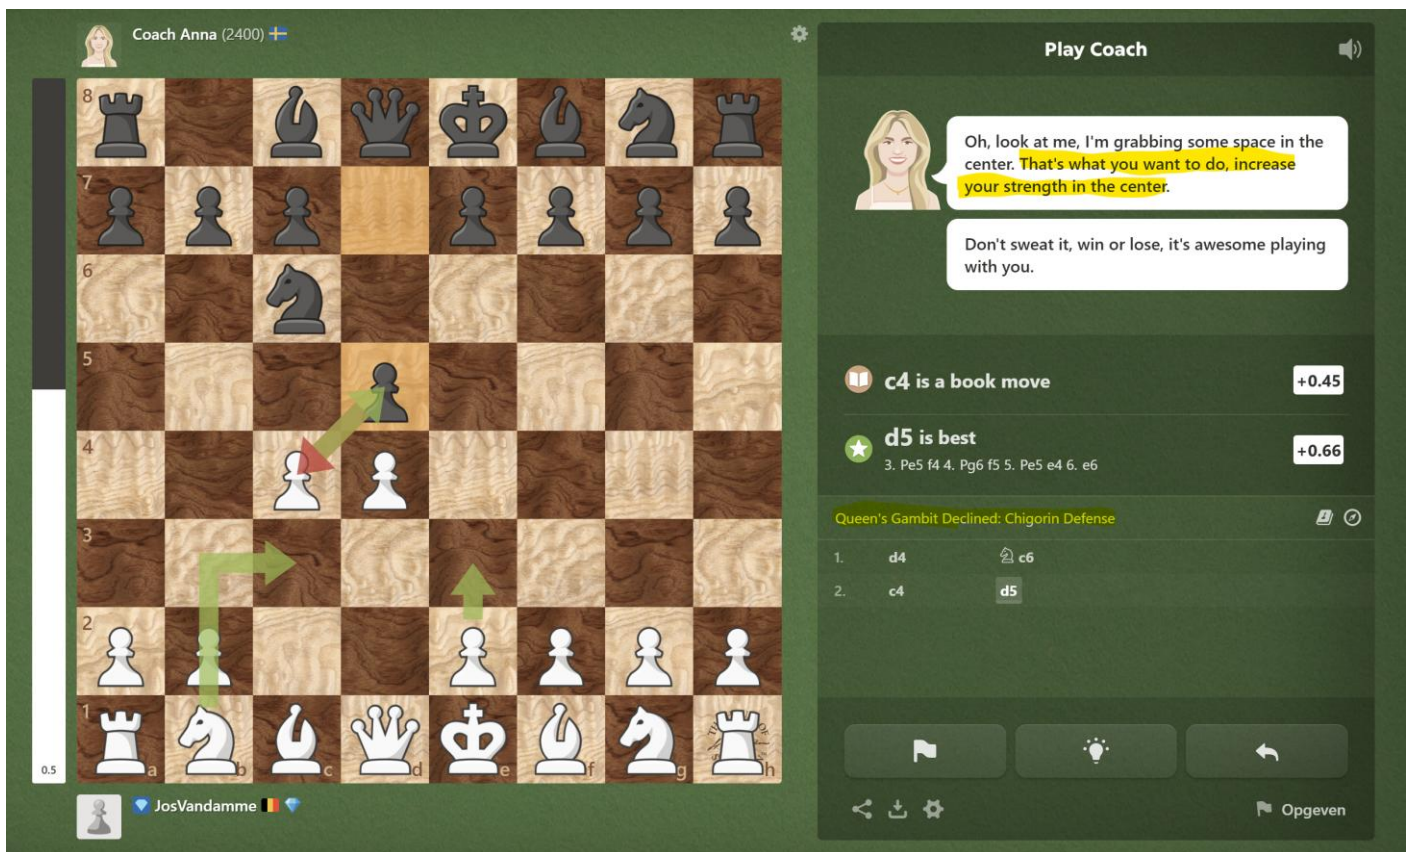 Coach Anna (2400)
Play Coach
Oh, look at me, I'm grabbing some space in the
center. That's what you want to do, increase
your strength in the center.
Don't sweat it, win or lose, it's awesome playing
with you.
c4 is a book move +0.45
d5 is best +0.66
3. Pe5 f4 4. Pg6 f5 5. Pe5 e4 6. e6
Queen's Gambit Declined: Chigorin Defense
1. d4 c6
2. c4 d5
8
7
6
5
4
3
2
1
a b c d e f g h
0.5
JosVandamme
Opgeven